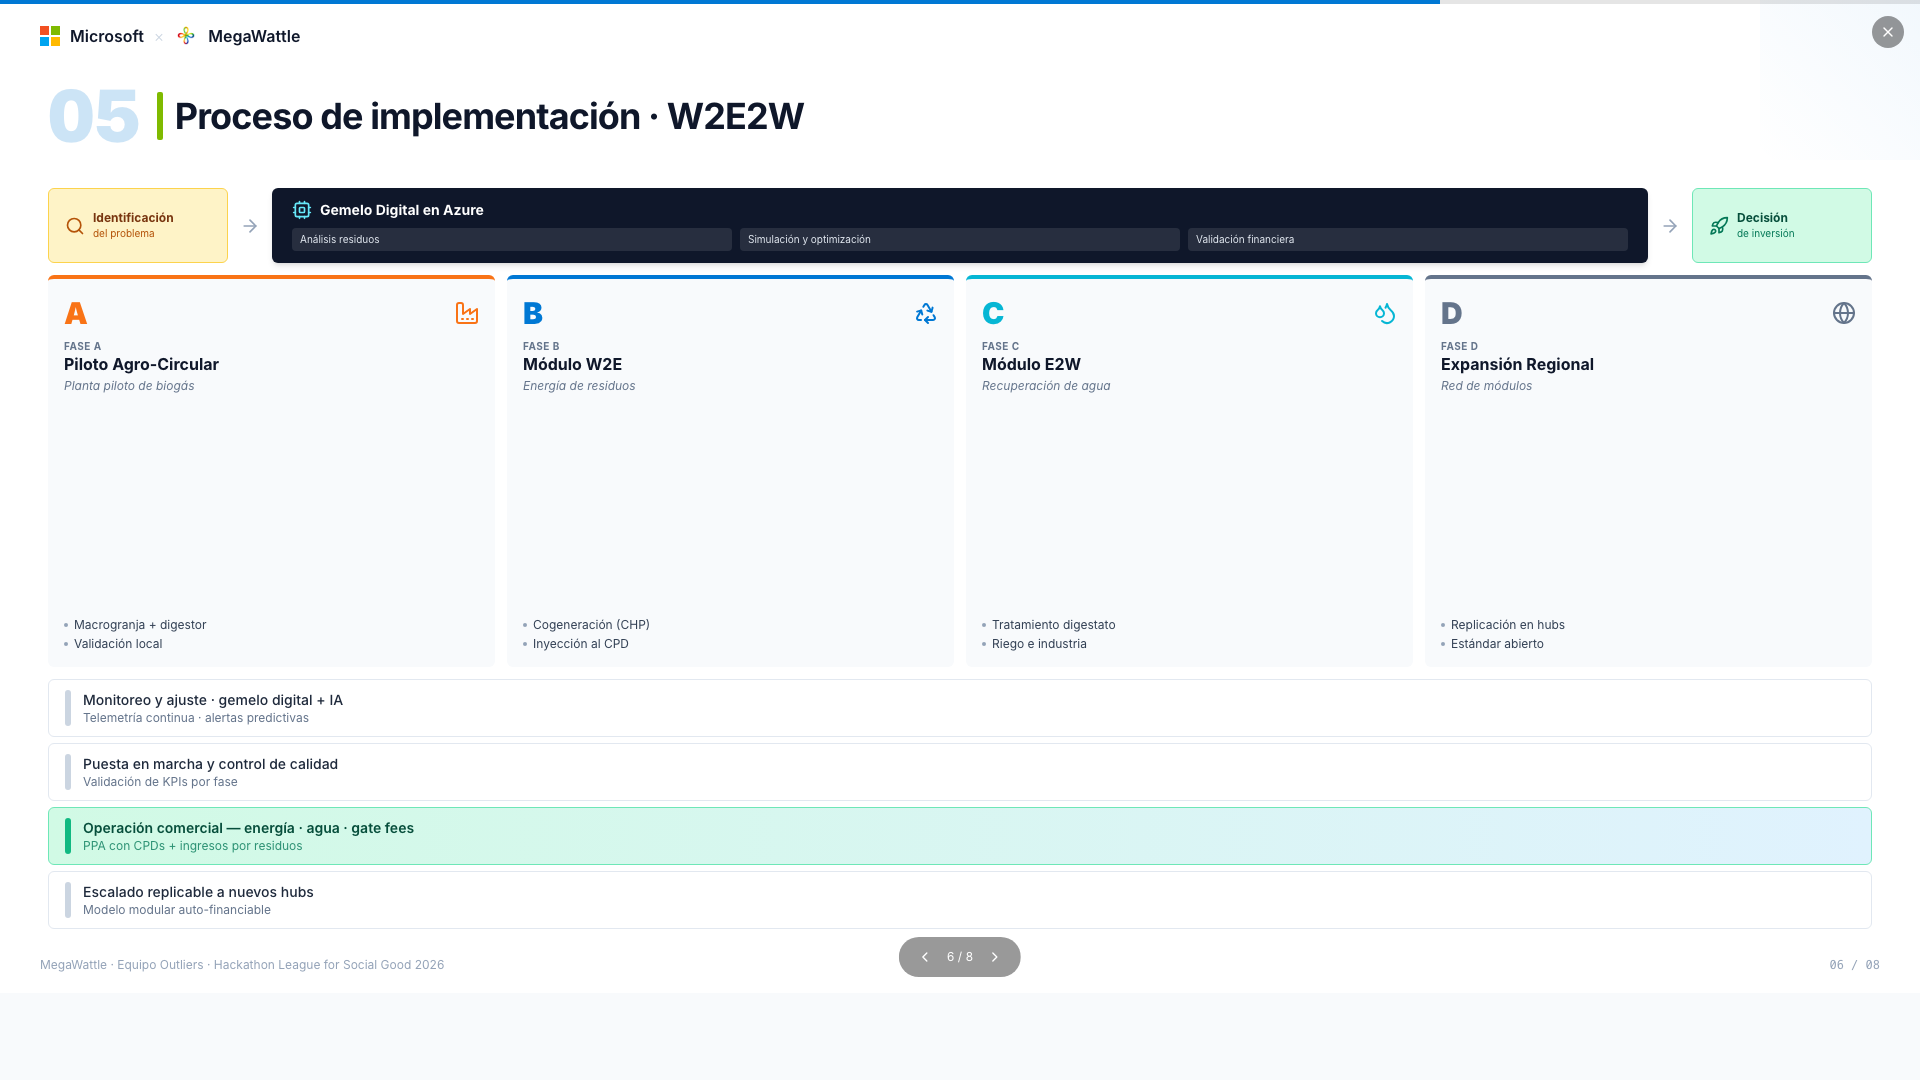 Microsoft × MegaWattle
05 Proceso de implementación · W2E2W
Identificación
del problema
Gemelo Digital en Azure
Análisis residuos
Simulación y optimización
Validación financiera
Decisión
de inversión
A
FASE A
Piloto Agro-Circular
Planta piloto de biogás
• Macrogranja + digestor
• Validación local
B
FASE B
Módulo W2E
Energía de residuos
• Cogeneración (CHP)
• Inyección al CPD
C
FASE C
Módulo E2W
Recuperación de agua
• Tratamiento digestato
• Riego e industria
D
FASE D
Expansión Regional
Red de módulos
• Replicación en hubs
• Estándar abierto
Monitoreo y ajuste · gemelo digital + IA
Telemetría continua · alertas predictivas
Puesta en marcha y control de calidad
Validación de KPIs por fase
Operación comercial — energía · agua · gate fees
PPA con CPDs + ingresos por residuos
Escalado replicable a nuevos hubs
Modelo modular auto-financiable
MegaWattle · Equipo Outliers · Hackathon League for Social Good 2026
6 / 8
06 / 08